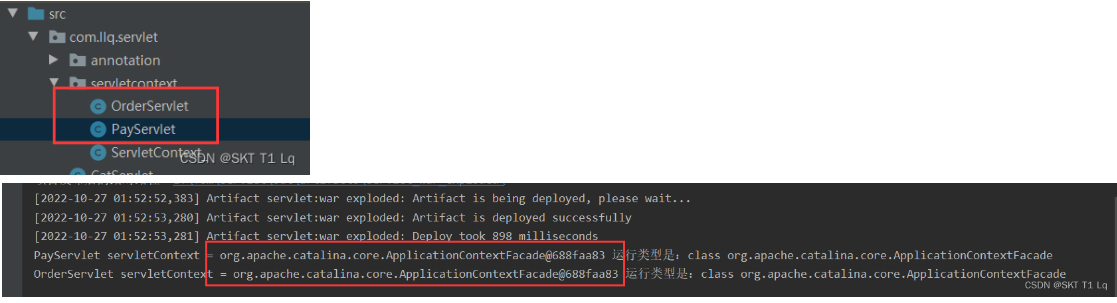 src
com.llq.servlet
annotation
servletcontext
OrderServlet
PayServlet
ServletContext
CSDN @SKT T1 Lq
CatServlet
[2022-10-27 01:52:52,383] Artifact servlet:war exploded: Artifact is being deployed, please wait...
[2022-10-27 01:52:53,280] Artifact servlet:war exploded: Artifact is deployed successfully
[2022-10-27 01:52:53,281] Artifact servlet:war exploded: Deploy took 898 milliseconds
PayServlet servletContext = org.apache.catalina.core.ApplicationContextFacade@688faa83 运行类型是：class org.apache.catalina.core.ApplicationContextFacade
OrderServlet servletContext = org.apache.catalina.core.ApplicationContextFacade@688faa83 运行类型是：class org.apache.catalina.core.ApplicationContextFacade
CSDN @SKT T1 Lq